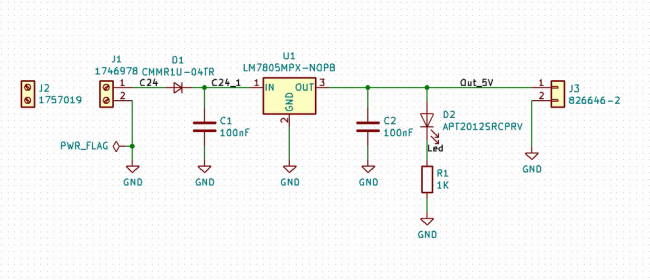 J2
1757019
J1
1746978
1
2
C24
D1
CMMR1U-04TR
C24_1
PWR_FLAG
GND
C1
100nF
GND
U1
LM7805MPX-NOPB
1
IN
OUT
3
GND
2
GND
C2
100nF
GND
D2
APT2012SRCPRV
Led
R1
1K
GND
Out_5V
1
2
J3
826646-2
GND